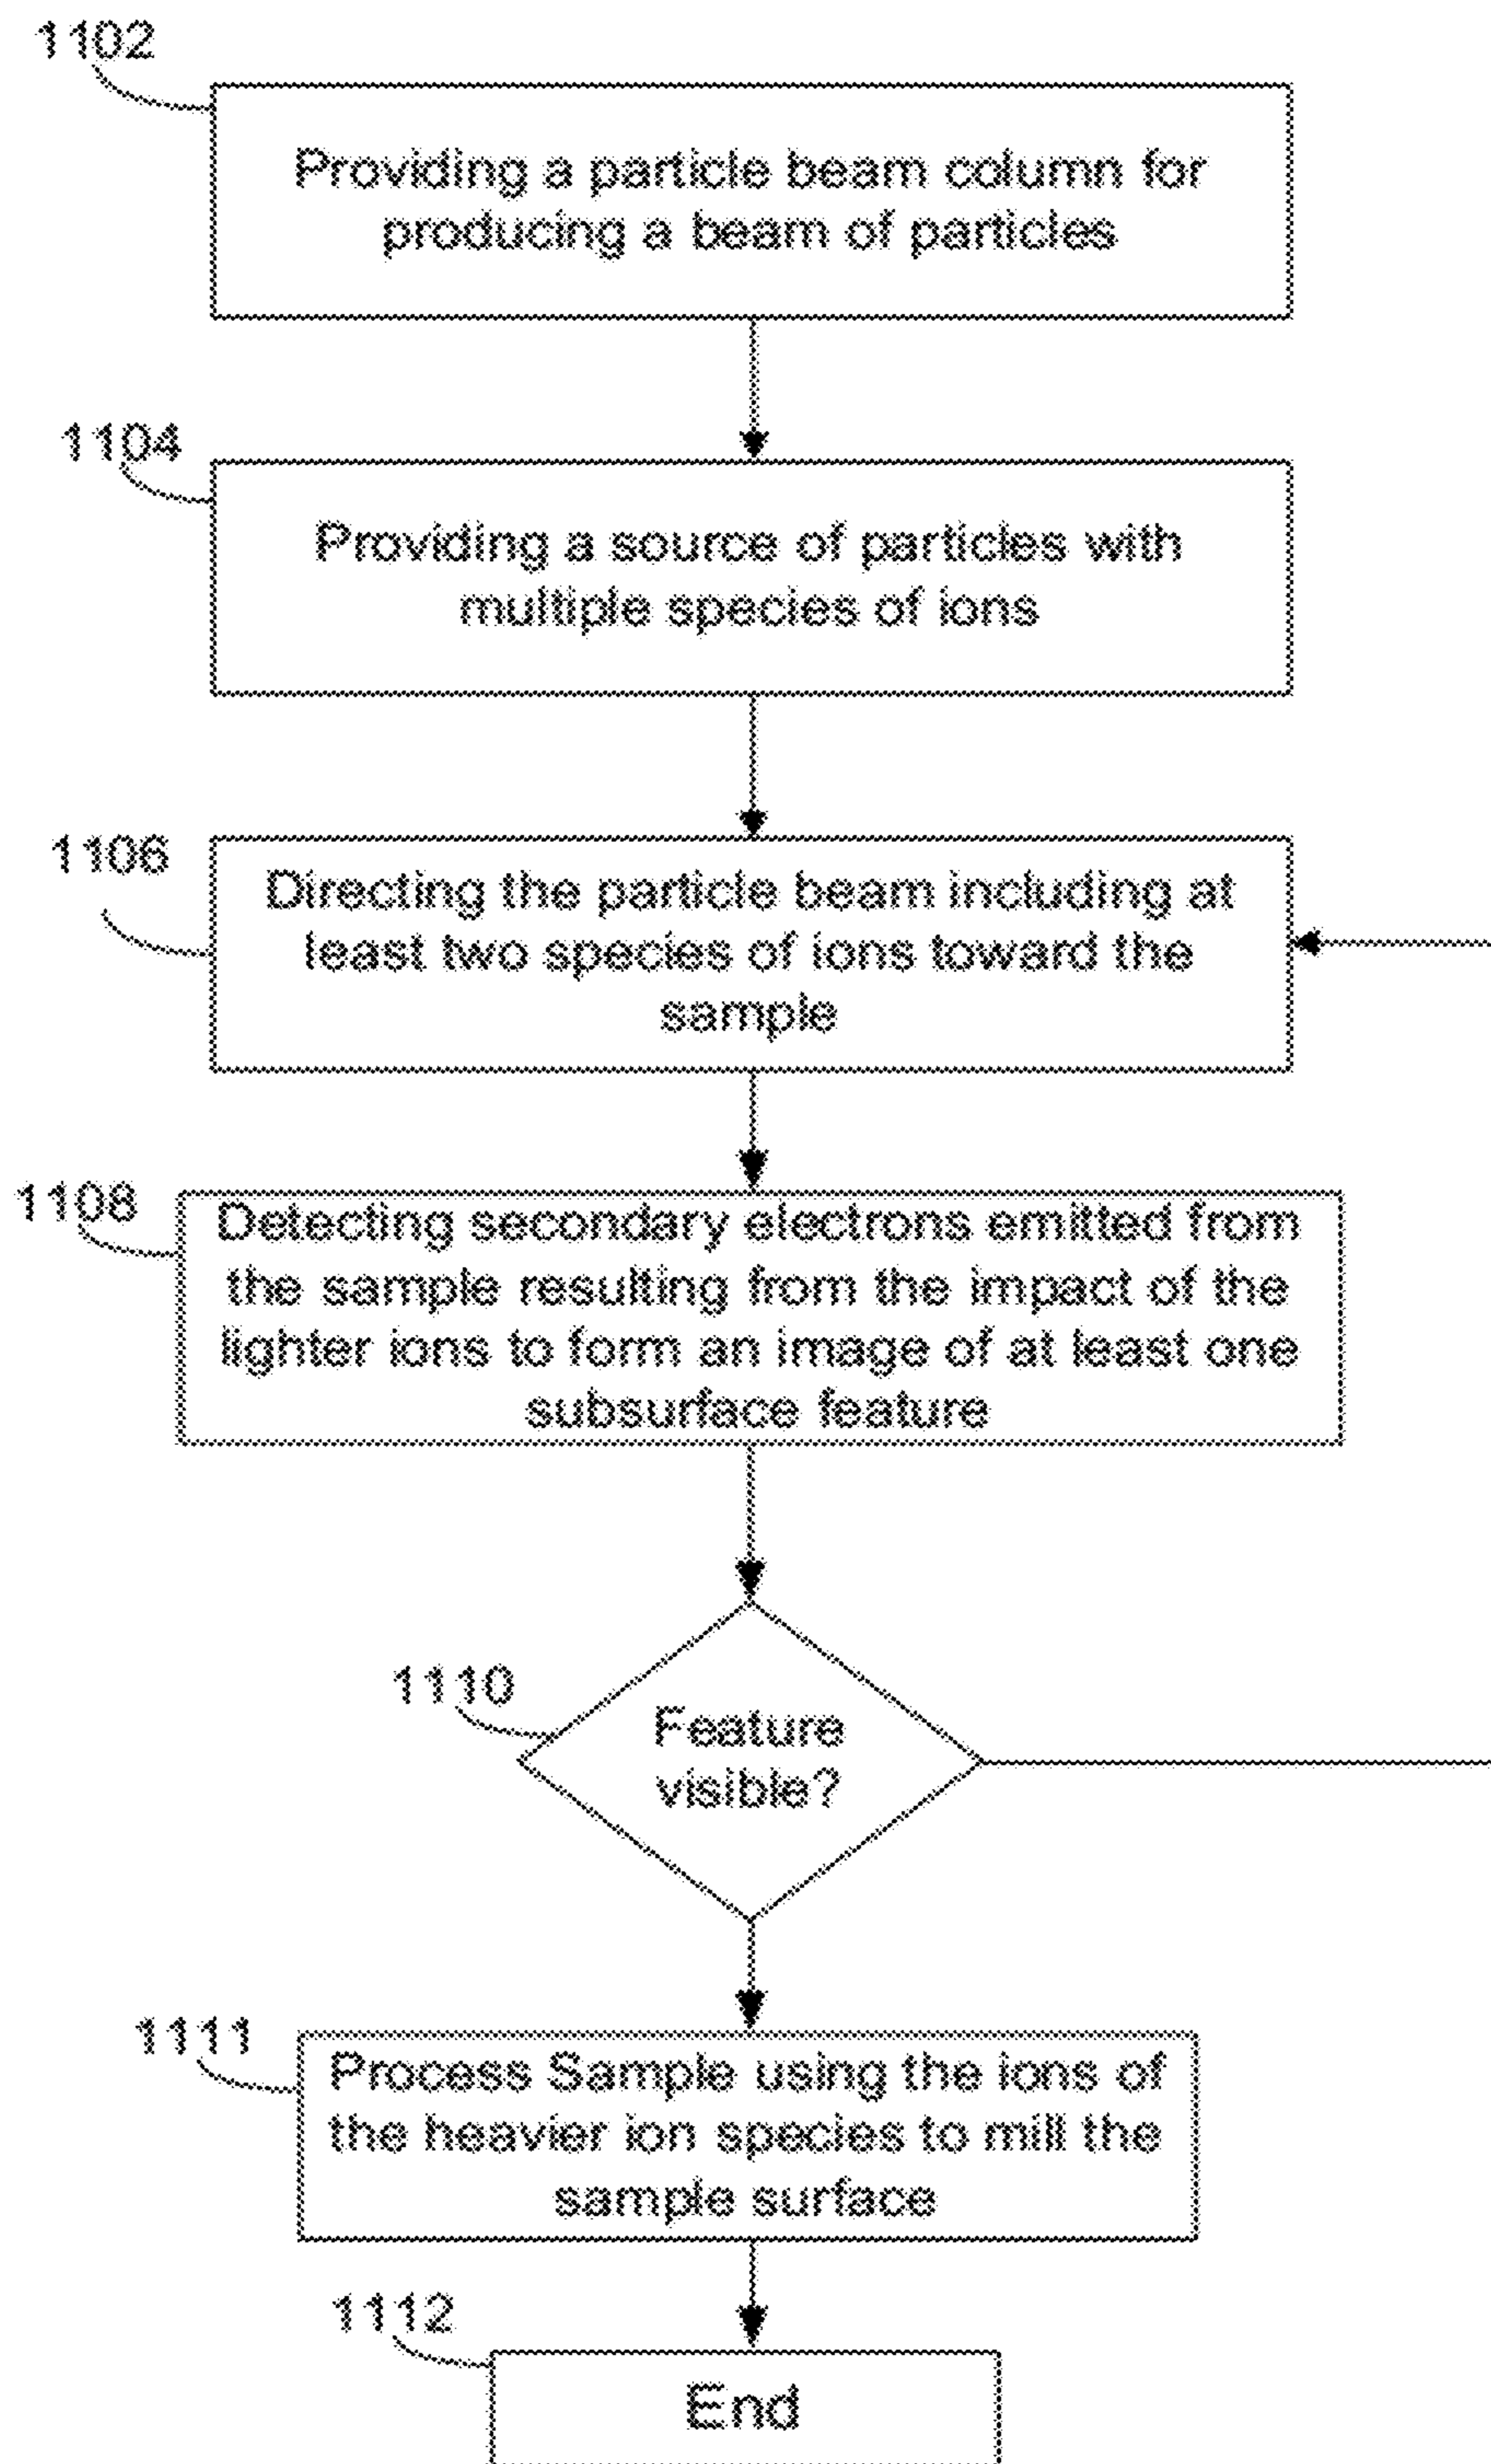 1102
Providing a particle beam column for
producing a beam of particles
1104
Providing a source of particles with
multiple species of ions
1106
Directing the particle beam including at
least two species of ions toward the
sample
1108
Detecting secondary electrons emitted from
the sample resulting from the impact of the
lighter ions to form an image of at least one
subsurface feature
1110
Feature
visible?
1111
Process Sample using the ions of
the heavier ion species to mill the
sample surface
1112
End